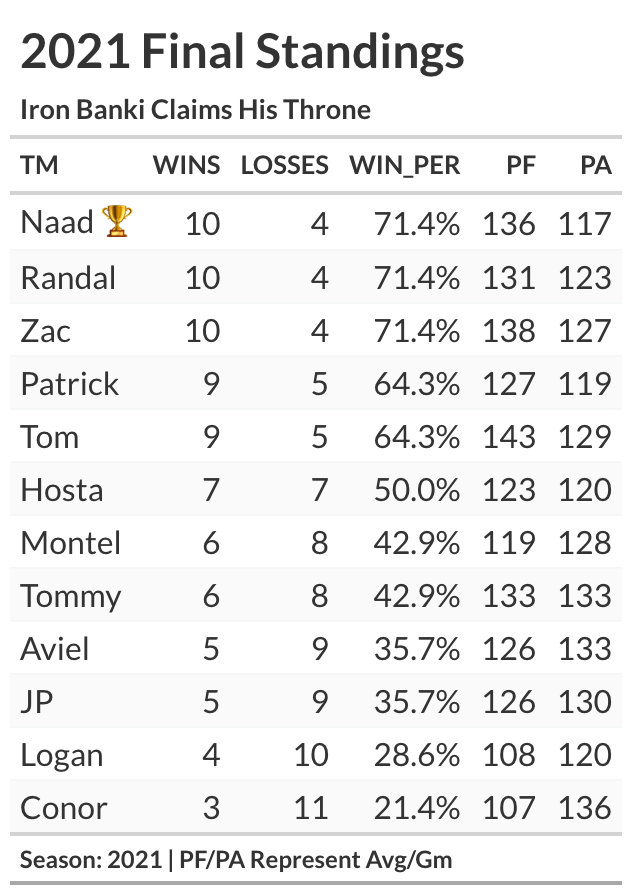 2021 Final Standings
Iron Banki Claims His Throne
TM WINS LOSSES WIN_PER PF PA
Naad 🏆 10 4 71.4% 136 117
Randal 10 4 71.4% 131 123
Zac 10 4 71.4% 138 127
Patrick 9 5 64.3% 127 119
Tom 9 5 64.3% 143 129
Hosta 7 7 50.0% 123 120
Montel 6 8 42.9% 119 128
Tommy 6 8 42.9% 133 133
Aviel 5 9 35.7% 126 133
JP 5 9 35.7% 126 130
Logan 4 10 28.6% 108 120
Conor 3 11 21.4% 107 136
Season: 2021 | PF/PA Represent Avg/Gm